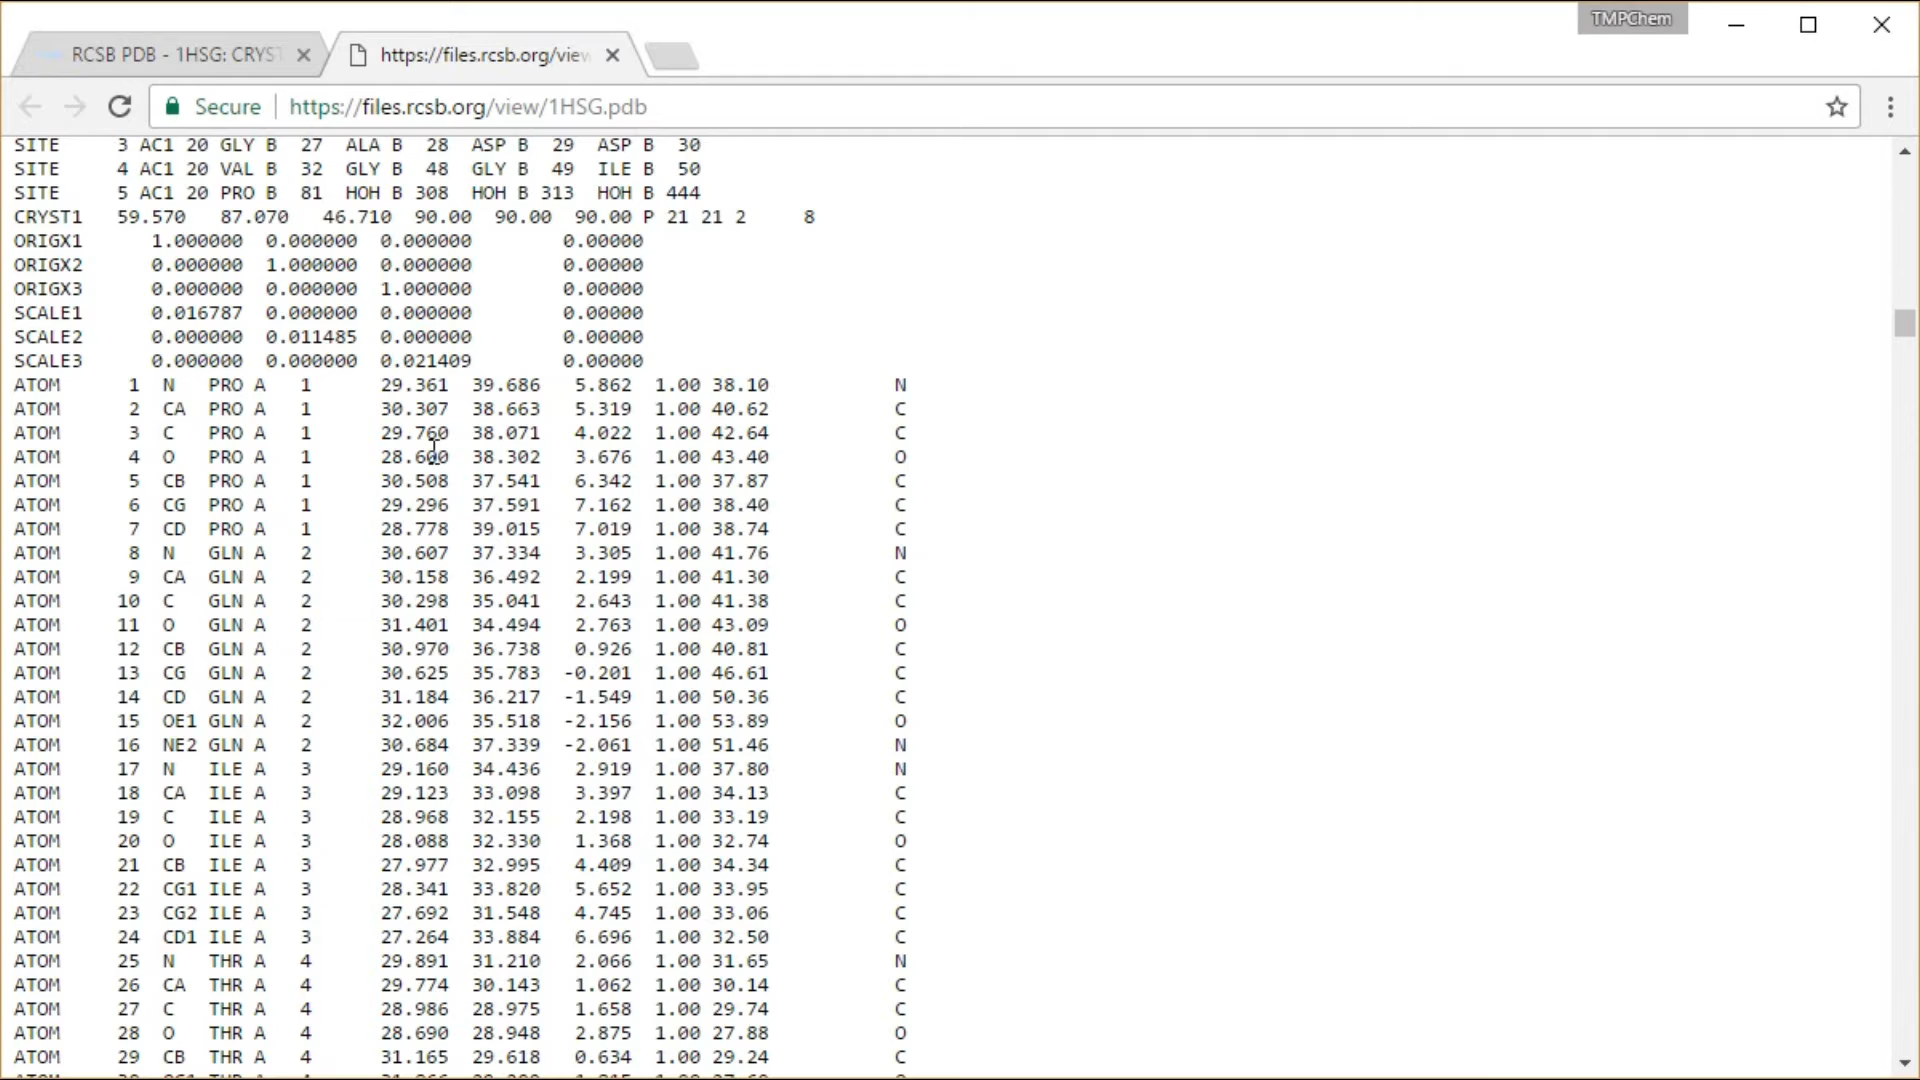 TMPChem
RCSB PDB - 1HSG: CRYST
https://files.rcsb.org/view
Secure https://files.rcsb.org/view/1HSG.pdb
SITE 3 AC1 20 GLY B 27 ALA B 28 ASP B 29 ASP B 30
SITE 4 AC1 20 VAL B 32 GLY B 48 GLY B 49 ILE B 50
SITE 5 AC1 20 PRO B 81 HOH B 308 HOH B 313 HOH B 444
CRYST1 59.570 87.070 46.710 90.00 90.00 90.00 P 21 21 2 8
ORIGX1 1.000000 0.000000 0.000000 0.00000
ORIGX2 0.000000 1.000000 0.000000 0.00000
ORIGX3 0.000000 0.000000 1.000000 0.00000
SCALE1 0.016787 0.000000 0.000000 0.00000
SCALE2 0.000000 0.011485 0.000000 0.00000
SCALE3 0.000000 0.000000 0.021409 0.00000
ATOM 1 N PRO A 1 29.361 39.686 5.862 1.00 38.10 N
ATOM 2 CA PRO A 1 30.307 38.663 5.319 1.00 40.62 C
ATOM 3 C PRO A 1 29.760 38.071 4.022 1.00 42.64 C
ATOM 4 O PRO A 1 28.600 38.302 3.676 1.00 43.40 O
ATOM 5 CB PRO A 1 30.508 37.541 6.342 1.00 37.87 C
ATOM 6 CG PRO A 1 29.296 37.591 7.162 1.00 38.40 C
ATOM 7 CD PRO A 1 28.778 39.015 7.019 1.00 38.74 C
ATOM 8 N GLN A 2 30.607 37.334 3.305 1.00 41.76 N
ATOM 9 CA GLN A 2 30.158 36.492 2.199 1.00 41.30 C
ATOM 10 C GLN A 2 30.298 35.041 2.643 1.00 41.38 C
ATOM 11 O GLN A 2 31.401 34.494 2.763 1.00 43.09 O
ATOM 12 CB GLN A 2 30.970 36.738 0.926 1.00 40.81 C
ATOM 13 CG GLN A 2 30.625 35.783 -0.201 1.00 46.61 C
ATOM 14 CD GLN A 2 31.184 36.217 -1.549 1.00 50.36 C
ATOM 15 OE1 GLN A 2 32.006 35.518 -2.156 1.00 53.89 O
ATOM 16 NE2 GLN A 2 30.684 37.339 -2.061 1.00 51.46 N
ATOM 17 N ILE A 3 29.160 34.436 2.919 1.00 37.80 N
ATOM 18 CA ILE A 3 29.123 33.098 3.397 1.00 34.13 C
ATOM 19 C ILE A 3 28.968 32.155 2.198 1.00 33.19 C
ATOM 20 O ILE A 3 28.088 32.330 1.368 1.00 32.74 O
ATOM 21 CB ILE A 3 27.977 32.995 4.409 1.00 34.34 C
ATOM 22 CG1 ILE A 3 28.341 33.820 5.652 1.00 33.95 C
ATOM 23 CG2 ILE A 3 27.692 31.548 4.745 1.00 33.06 C
ATOM 24 CD1 ILE A 3 27.264 33.884 6.696 1.00 32.50 C
ATOM 25 N THR A 4 29.891 31.210 2.066 1.00 31.65 N
ATOM 26 CA THR A 4 29.774 30.143 1.062 1.00 30.14 C
ATOM 27 C THR A 4 28.986 28.975 1.658 1.00 29.74 C
ATOM 28 O THR A 4 28.690 28.948 2.875 1.00 27.88 O
ATOM 29 CB THR A 4 31.165 29.618 0.634 1.00 29.24 C